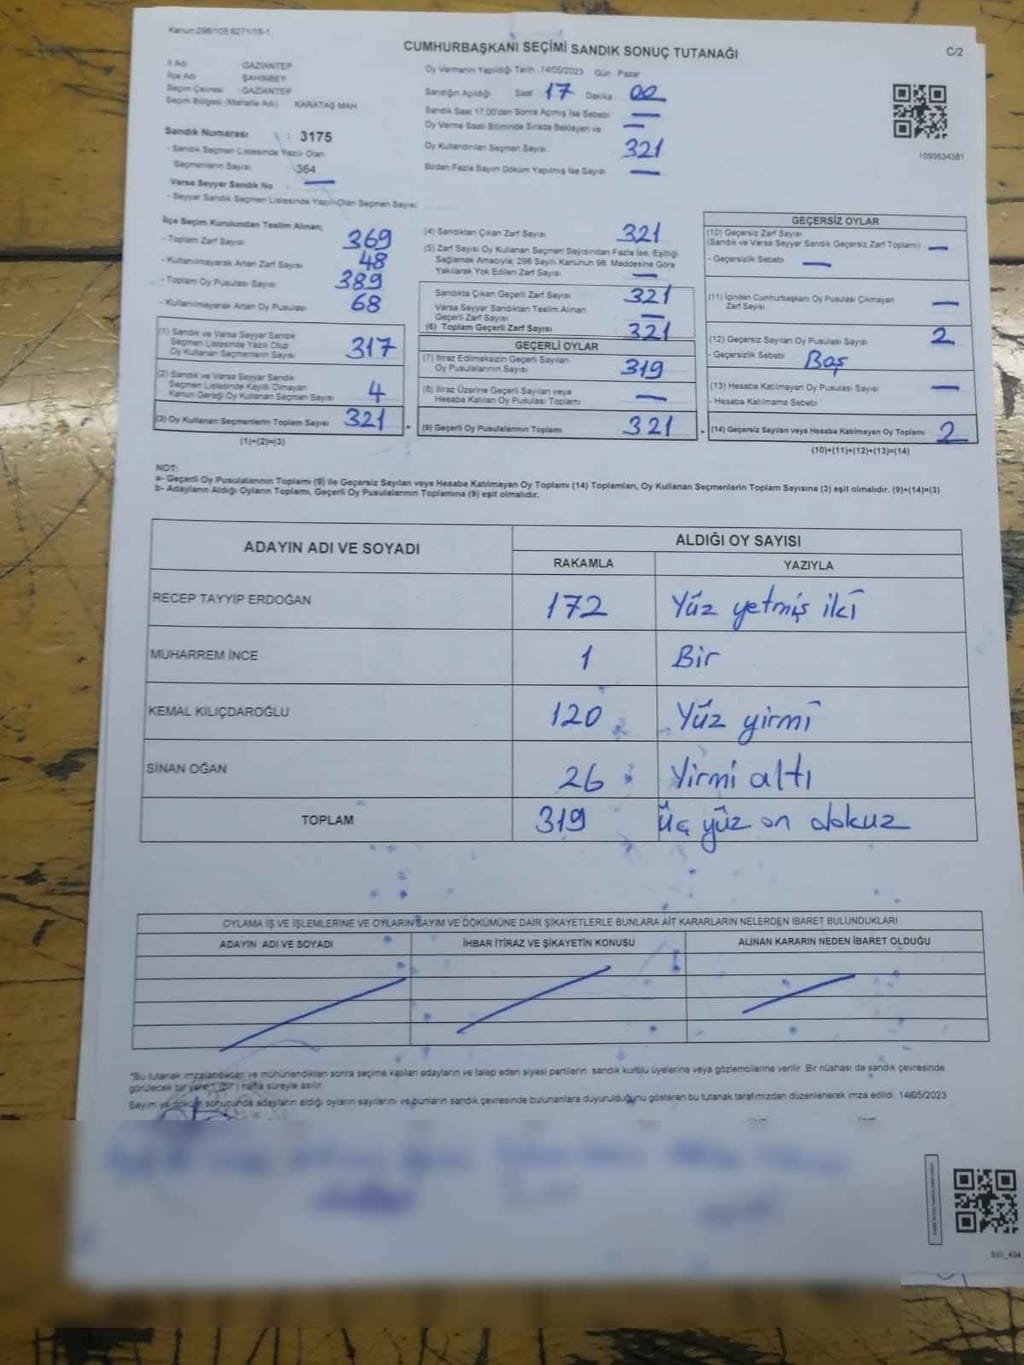 Kanun:298/105,6271/18-1
CUMHURBAŞKANI SEÇİMİ SANDIK SONUÇ TUTANAĞI
C/2
İl Adı : GAZİANTEP
İlçe Adı : ŞAHİNBEY
Seçim Çevresi : GAZİANTEP
Seçim Bölgesi (Mahalle Adı) : KARATAŞ MAH
Sandık Numarası : 3175
- Sandık Seçmen Listesinde Yazılı Olan
Seçmenlerin Sayısı : 364
Varsa Seyyar Sandık No —
- Seyyar Sandık Seçmen Listesinde Yazılı Olan Seçmen Sayısı
Oy Vermenin Yapıldığı Tarih :14/05/2023 Gün: Pazar
Sandığın Açıldığı Saat 17 Dakika 00
Sandık Saat 17.00'den Sonra Açılmış İse Sebebi —
Oy Verme Saati Bitiminde Sırada Bekleyen ve —
Oy Kullandırılan Seçmen Sayısı 321
Birden Fazla Sayım Döküm Yapılmış İse Sayısı —
1093634381
İlçe Seçim Kurulundan Teslim Alınan;
- Toplam Zarf Sayısı 369
- Kullanılmayarak Artan Zarf Sayısı 48
- Toplam Oy Pusulası Sayısı 389
- Kullanılmayarak Artan Oy Pusulası 68
(1) Sandık ve Varsa Seyyar Sandık
Seçmen Listesinde Yazılı Olup
Oy Kullanan Seçmenlerin Sayısı 317
(2) Sandık ve Varsa Seyyar Sandık
Seçmen Listesinde Kayıtlı Olmayan
Kanun Gereği Oy Kullanan Seçmen Sayısı 4
(3) Oy Kullanan Seçmenlerin Toplam Sayısı 321
(1)+(2)=(3)
(4) Sandıktan Çıkan Zarf Sayısı 321
(5) Zarf Sayısı Oy Kullanan Seçmen Sayısından Fazla İse, Eşitliği
Sağlamak Amacıyla, 298 Sayılı Kanunun 98. Maddesine Göre
Yakılarak Yok Edilen Zarf Sayısı —
Sandıkta Çıkan Geçerli Zarf Sayısı 321
Varsa Seyyar Sandıktan Teslim Alınan
Geçerli Zarf Sayısı —
(6) Toplam Geçerli Zarf Sayısı 321
GEÇERLİ OYLAR
(7) İtiraz Edilmeksizin Geçerli Sayılan
Oy Pusulalarının Sayısı 319
(8) İtiraz Üzerine Geçerli Sayılan veya
Hesaba Katılan Oy Pusulası Toplamı —
(9) Geçerli Oy Pusulalarının Toplamı 321
GEÇERSİZ OYLAR
(10) Geçersiz Zarf Sayısı
(Sandık ve Varsa Seyyar Sandık Geçersiz Zarf Toplamı) —
- Geçersizlik Sebebi —
(11) İçinden Cumhurbaşkanı Oy Pusulası Çıkmayan
Zarf Sayısı —
(12) Geçersiz Sayılan Oy Pusulası Sayısı 2
- Geçersizlik Sebebi Boş
(13) Hesaba Katılmayan Oy Pusulası Sayısı —
- Hesaba Katılmama Sebebi
(14) Geçersiz Sayılan veya Hesaba Katılmayan Oy Toplamı 2
(10)+(11)+(12)+(13)=(14)
NOT:
a- Geçerli Oy Pusulalarının Toplamı (9) ile Geçersiz Sayılan veya Hesaba Katılmayan Oy Toplamı (14) Toplamları, Oy Kullanan Seçmenlerin Toplam Sayısına (3) eşit olmalıdır. (9)+(14)=(3)
b- Adayların Aldığı Oyların Toplamı, Geçerli Oy Pusulalarının Toplamına (9) eşit olmalıdır.
ADAYIN ADI VE SOYADI
ALDIĞI OY SAYISI
RAKAMLA YAZIYLA
RECEP TAYYİP ERDOĞAN 172 Yüz yetmiş iki
MUHARREM İNCE 1 Bir
KEMAL KILIÇDAROĞLU 120 Yüz yirmi
SİNAN OĞAN 26 Yirmi altı
TOPLAM 319 Üç yüz on dokuz
OYLAMA İŞ VE İŞLEMLERİNE VE OYLARIN SAYIM VE DÖKÜMÜNE DAİR ŞİKAYETLERLE BUNLARA AİT KARARLARIN NELERDEN İBARET BULUNDUKLARI
ADAYIN ADI VE SOYADI İHBAR İTİRAZ VE ŞİKAYETİN KONUSU ALINAN KARARIN NEDEN İBARET OLDUĞU
*Bu tutanak imzalandıktan ve mühürlendikten sonra seçime katılan adayların ve talep eden siyasi partilerin sandık kurulu üyelerine veya gözlemcilerine verilir. Bir nüshası da sandık çevresinde
görülecek bir yere 1 (bir) hafta süreyle asılır.
Sayım ve döküm sonucunda adayların aldığı oyların sayılarını ve bunların sandık çevresinde bulunanlara duyurulduğunu gösteren bu tutanak tarafımızdan düzenlenerek imza edildi. 14/05/2023